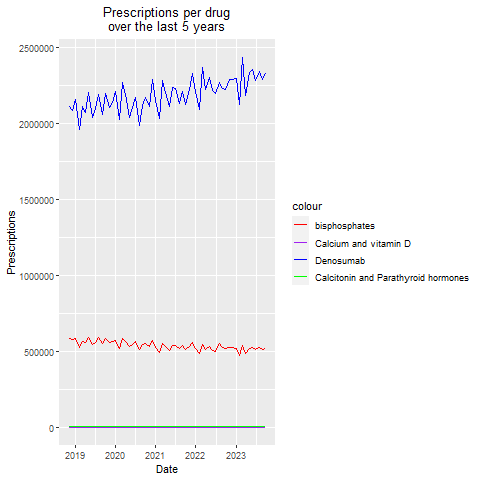 Prescriptions per drug
over the last 5 years
2500000
2000000
1500000
1000000
500000
0
Prescriptions
2019 2020 2021 2022 2023
Date
colour
bisphosphates
Calcium and vitamin D
Denosumab
Calcitonin and Parathyroid hormones